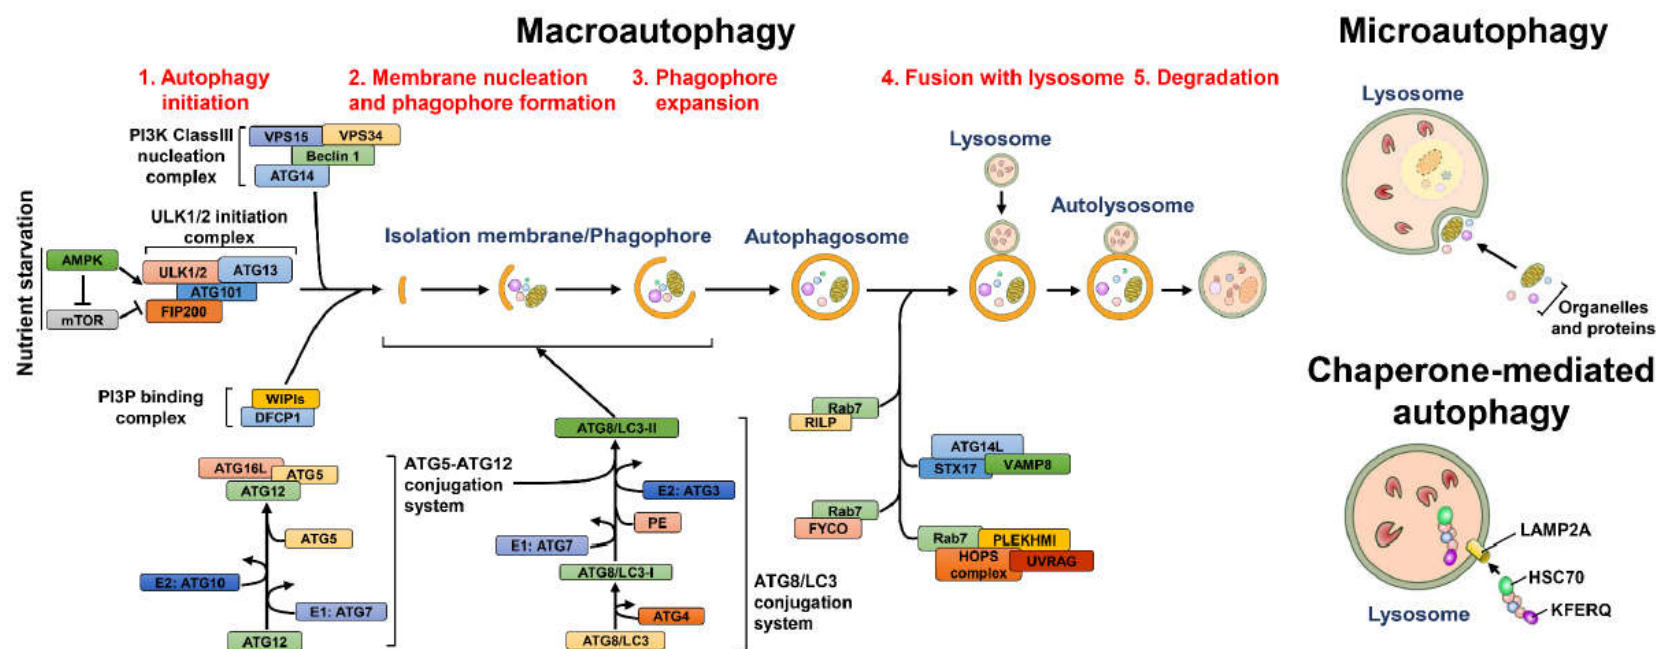 Macroautophagy
1. Autophagy
initiation
2. Membrane nucleation
and phagophore formation
3. Phagophore
expansion
4. Fusion with lysosome
5. Degradation
PI3K ClassIII
nucleation
complex
VPS15
VPS34
Beclin 1
ATG14
ULK1/2 initiation
complex
Nutrient starvation
AMPK
mTOR
ULK1/2
ATG13
ATG101
FIP200
PI3P binding
complex
WIPIs
DFCP1
Isolation membrane/Phagophore
Autophagosome
Lysosome
Autolysosome
ATG16L
ATG5
ATG12
ATG5
E2: ATG10
E1: ATG7
ATG12
ATG5-ATG12
conjugation
system
ATG8/LC3-II
E2: ATG3
PE
E1: ATG7
ATG8/LC3-I
ATG4
ATG8/LC3
ATG8/LC3
conjugation
system
Rab7
RILP
ATG14L
STX17
VAMP8
Rab7
FYCO
Rab7
PLEKHMI
HOPS
complex
UVRAG
Microautophagy
Lysosome
Organelles
and proteins
Chaperone-mediated
autophagy
LAMP2A
HSC70
KFERQ
Lysosome